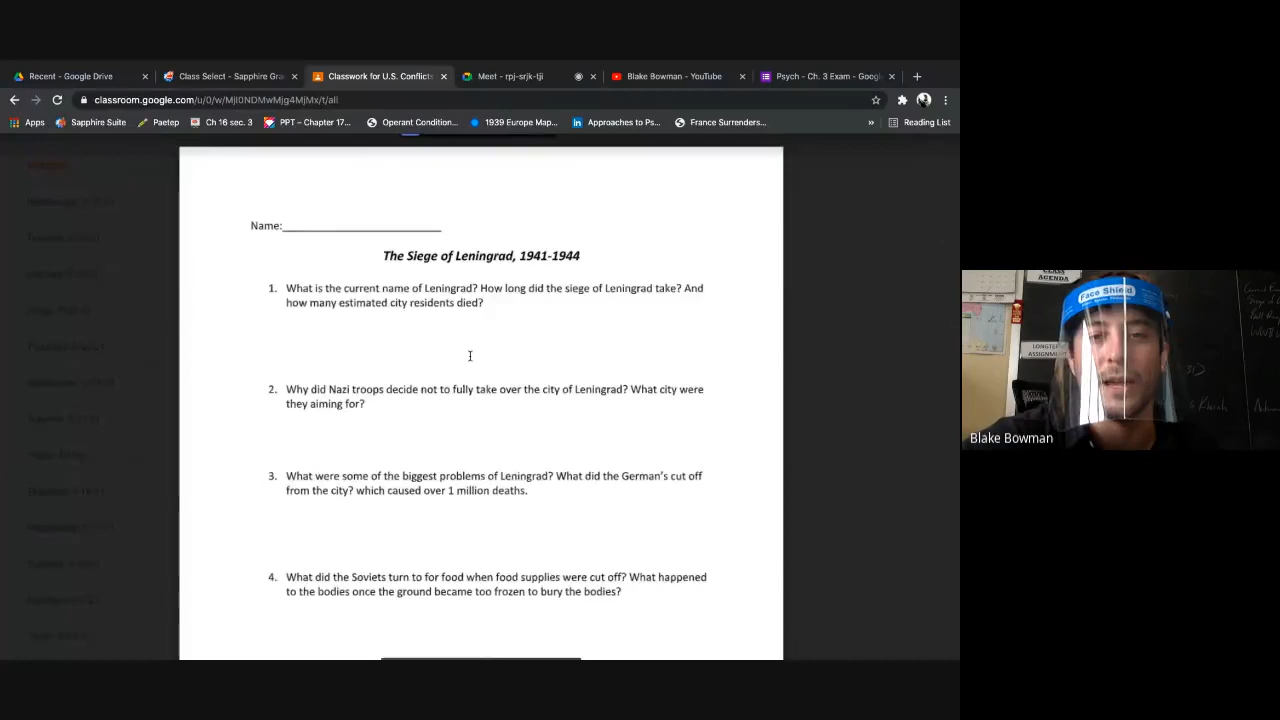 Recent - Google Drive
Class Select - Sapphire Gra
Classwork for U.S. Conflicts
Meet - rpj-srjk-tji
Blake Bowman - YouTube
Psych - Ch. 3 Exam - Googl
classroom.google.com/u/0/w/MjI0NDMwMjg4MjMx/t/all
Apps
Sapphire Suite
Paetep
Ch 16 sec. 3
PPT – Chapter 17...
Operant Condition...
1939 Europe Map...
Approaches to Ps...
France Surrenders...
»
Reading List
Name:
The Siege of Leningrad, 1941-1944
1. What is the current name of Leningrad? How long did the siege of Leningrad take? And
how many estimated city residents died?
2. Why did Nazi troops decide not to fully take over the city of Leningrad? What city were
they aiming for?
3. What were some of the biggest problems of Leningrad? What did the German's cut off
from the city? which caused over 1 million deaths.
4. What did the Soviets turn to for food when food supplies were cut off? What happened
to the bodies once the ground became too frozen to bury the bodies?
CLASS
AGENDA
Face Shield
LONGTER
ASSIGNMENT
Blake Bowman